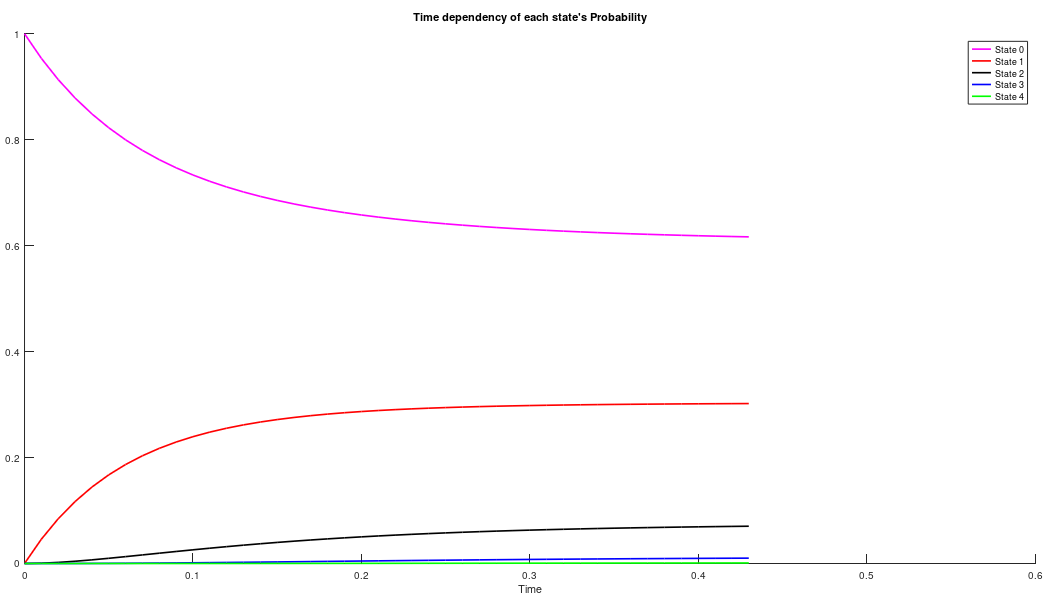 Time dependency of each state's Probability
1
State 0
State 1
State 2
State 3
State 4
0.8
0.6
0.4
0.2
0
0 0.1 0.2 0.3 0.4 0.5 0.6
Time